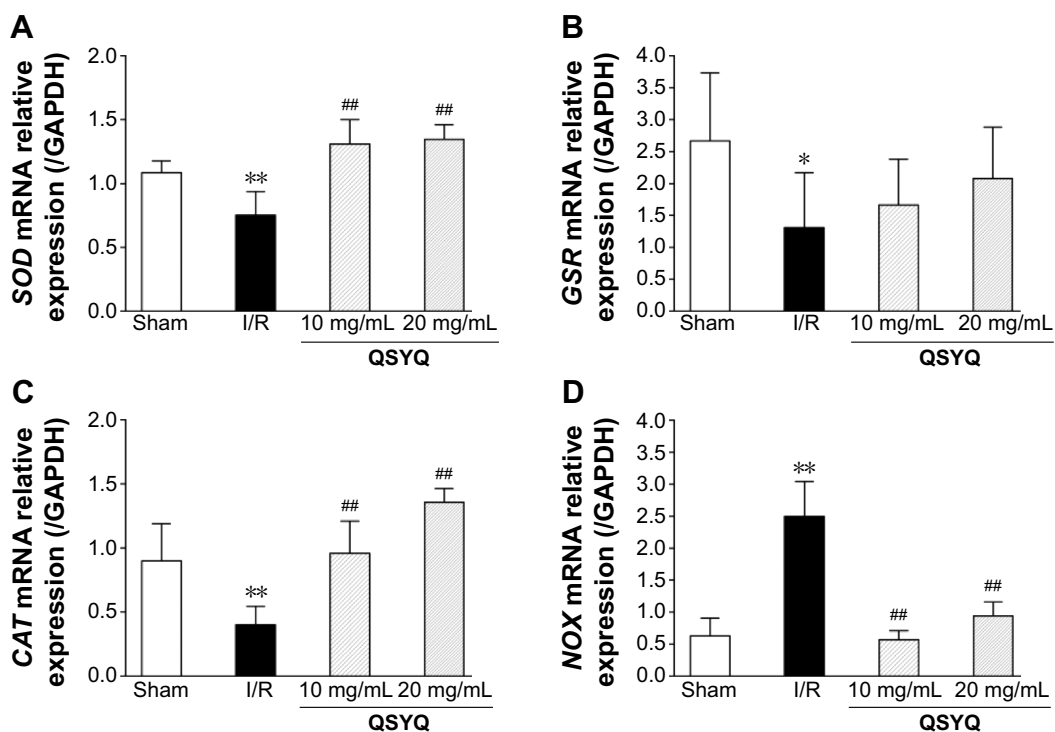 A
SOD mRNA relative
expression (/GAPDH)
2.0
1.5
1.0
0.5
0.0
**
##
##
Sham
I/R
10 mg/mL
20 mg/mL
QSYQ
B
GSR mRNA relative
expression (/GAPDH)
4.0
3.5
3.0
2.5
2.0
1.5
1.0
0.5
0.0
*
Sham
I/R
10 mg/mL
20 mg/mL
QSYQ
C
CAT mRNA relative
expression (/GAPDH)
2.0
1.5
1.0
0.5
0.0
**
##
##
Sham
I/R
10 mg/mL
20 mg/mL
QSYQ
D
NOX mRNA relative
expression (/GAPDH)
4.0
3.5
3.0
2.5
2.0
1.5
1.0
0.5
0.0
**
##
##
Sham
I/R
10 mg/mL
20 mg/mL
QSYQ